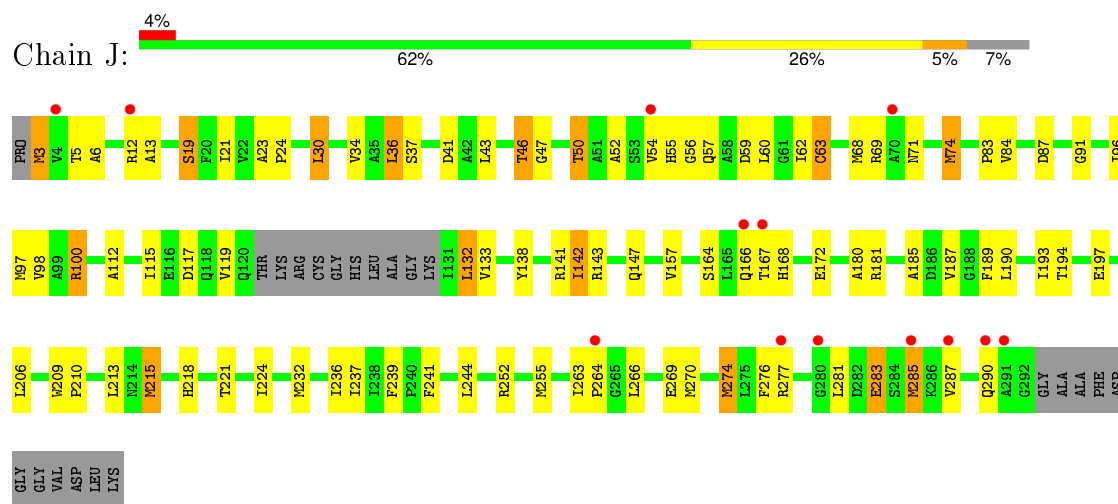 4%
Chain J:
62% 26% 5% 7%
PRO M3 V4 T5 A6 R12 A13 S19 F20 I21 V22 A23 P24 L30 V34 A35 L36 S37 D41 A42 L43 T46 G47 T50 A51 A52 S53 V54 H55 G56 Q57 A58 D59 L60 G61 I62 C63 M68 R69 A70 N71 M74 P83 V84 D87 G91 I96
M97 V98 A99 R100 A112 I115 E116 D117 Q118 V119 Q120 THR LYS ARG CYS GLY HIS LEU ALA GLY LYS I131 L132 V133 Y138 R141 I142 R143 Q147 V157 S164 L165 Q166 T167 H168 E172 A180 R181 A185 D186 V187 G188 F189 L190 I193 T194 E197
L206 W209 P210 L213 N214 M215 H218 T221 I224 M232 I236 I237 I238 F239 P240 F241 L244 R252 M255 I263 P264 G265 L266 E269 M270 M274 L275 F276 R277 G280 L281 D282 E283 S284 M285 K286 V287 Q290 A291 G292 GLY ALA ALA PHE ASP
GLY GLY VAL ASP LEU LYS